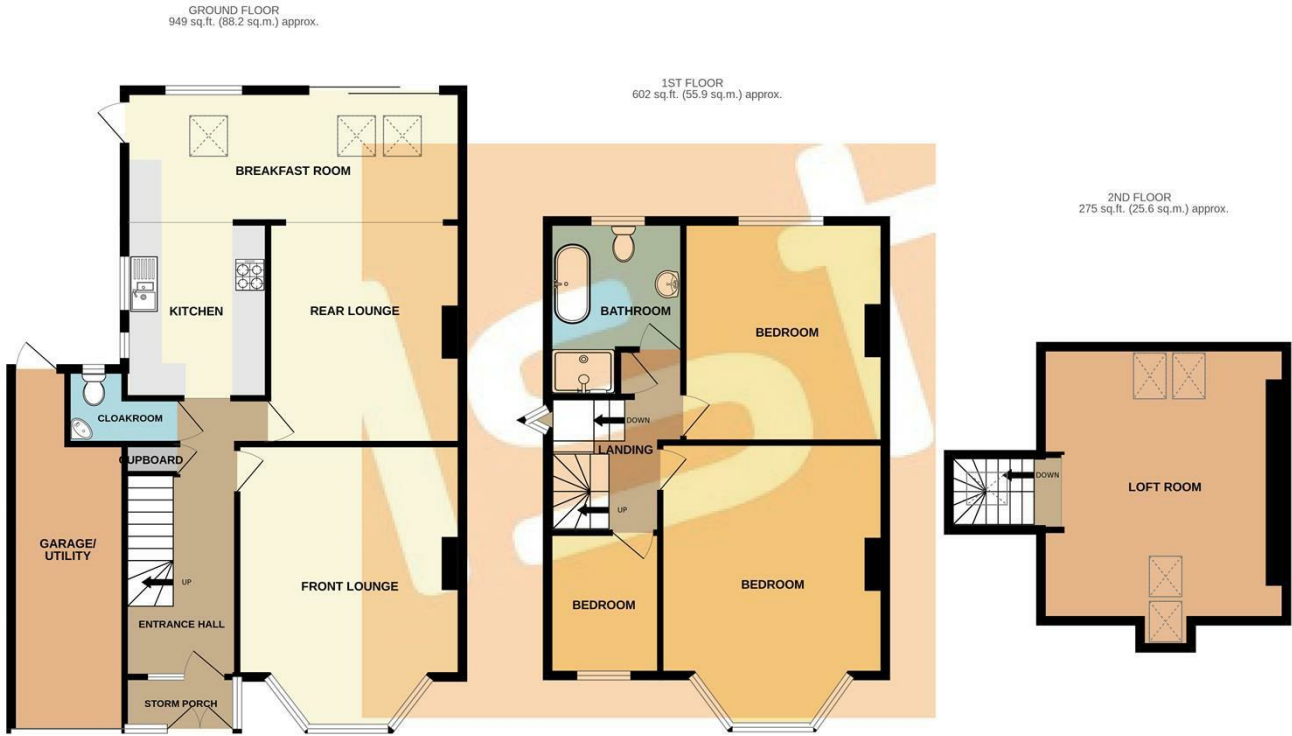 GROUND FLOOR
949 sq.ft. (88.2 sq.m.) approx.
BREAKFAST ROOM
KITCHEN
REAR LOUNGE
CLOAKROOM
CUPBOARD
GARAGE/
UTILITY
UP
FRONT LOUNGE
ENTRANCE HALL
STORM PORCH
1ST FLOOR
602 sq.ft. (55.9 sq.m.) approx.
BATHROOM
BEDROOM
DOWN
LANDING
UP
BEDROOM
BEDROOM
2ND FLOOR
275 sq.ft. (25.6 sq.m.) approx.
DOWN
LOFT ROOM